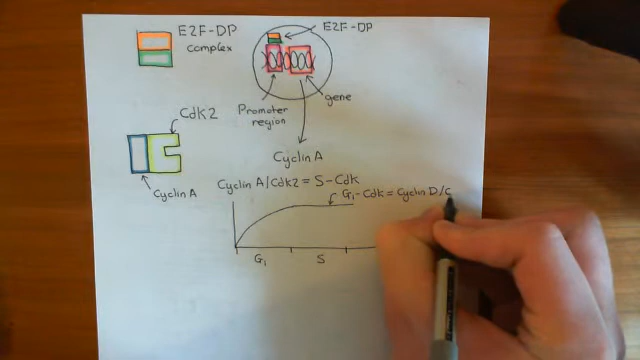 E2F-DP
complex
E2F-DP
Promoter
region
gene
Cdk2
Cyclin A
Cyclin A
Cyclin A/Cdk2 = S-Cdk
G₁-Cdk = Cyclin D/C
G₁
S